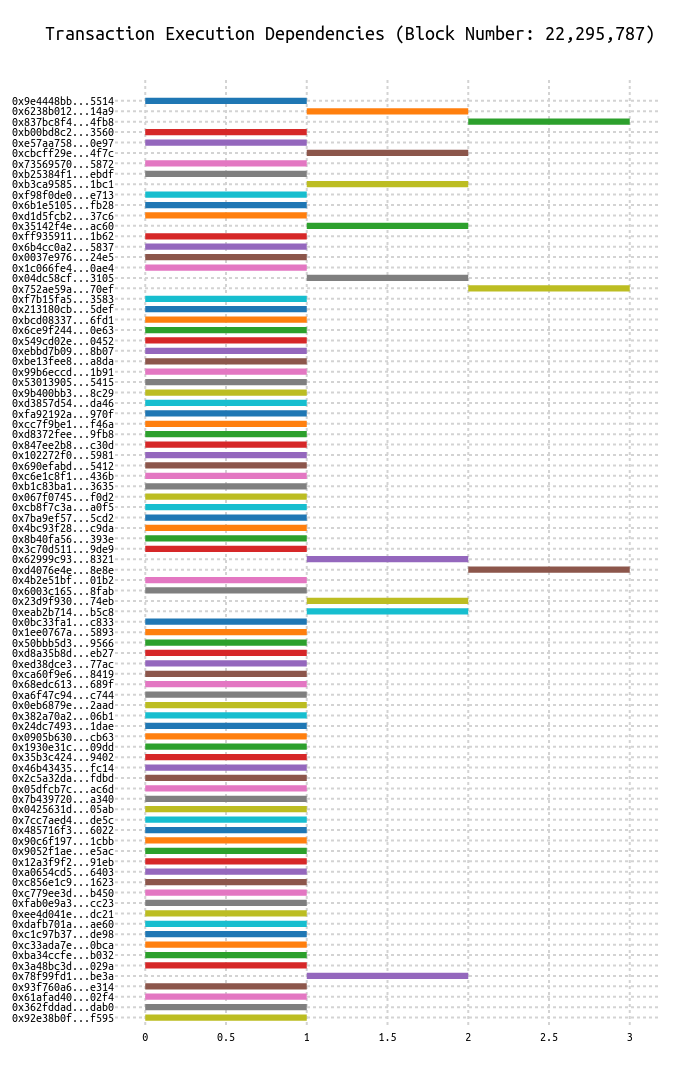 Transaction Execution Dependencies (Block Number: 22,295,787)
0x9e4448bb...5514
0x6238b012...14a9
0x837bc8f4...4fb8
0xb00bd8c2...3560
0xe57aa758...0e97
0xcbcff29e...4f7c
0x73569570...5872
0xb25384f1...ebdf
0xb3ca9585...1bc1
0xf98f0de0...e713
0x6b1e5105...fb28
0xd1d5fcb2...37c6
0x35142f4e...ac60
0xff935911...1b62
0x6b4cc0a2...5837
0x0037e976...24e5
0x1c066fe4...0ae4
0x04dc58cf...3105
0x752ae59a...70ef
0xf7b15fa5...3583
0x213180cb...5def
0xbcd08337...6fd1
0x6ce9f244...0e63
0x549cd02e...0452
0xebbd7b09...8b07
0xbe13fee8...a8da
0x99b6eccd...1b91
0x53013905...5415
0x9b400bb3...8c29
0xd3857d54...da46
0xfa92192a...970f
0xcc7f9be1...f46a
0xd8372fee...9fb8
0x847ee2b8...c30d
0x102272f0...5981
0x690efabd...5412
0xc6e1c8f1...436b
0xb1c83ba1...3635
0x067f0745...f0d2
0xcb8f7c3a...a0f5
0x7ba9ef57...5cd2
0x4bc93f28...c9da
0x8b40fa56...393e
0x3c70d511...9de9
0x62999c93...8321
0xd4076e4e...8e8e
0x4b2e51bf...01b2
0x6003c165...8fab
0x23d9f930...74eb
0xeab2b714...b5c8
0x0bc33fa1...c833
0x1ee0767a...5893
0x50bbb5d3...9566
0xd8a35b8d...eb27
0xed38dce3...77ac
0xca60f9e6...8419
0x68edc613...689f
0xa6f47c94...c744
0x0eb6879e...2aad
0x382a70a2...06b1
0x24dc7493...1dae
0x0905b630...cb63
0x1930e31c...09dd
0x35b3c424...9402
0x46b43435...fc14
0x2c5a32da...fdbd
0x05dfcb7c...ac6d
0x7b439720...a340
0x0425631d...05ab
0x7cc7aed4...de5c
0x485716f3...6022
0x90c6f197...1cbb
0x9052f1ae...e5ac
0x12a3f9f2...91eb
0xa0654cd5...6403
0xc856e1c9...1623
0xc779ee3d...b450
0xfab0e9a3...cc23
0xee4d041e...dc21
0xdafb701a...ae60
0xc1c97b37...de98
0xc33ada7e...0bca
0xba34ccfe...b032
0x3a48bc3d...029a
0x78f99fd1...be3a
0x93f760a6...e314
0x61afad40...02f4
0x362fddad...dab0
0x92e38b0f...f595
0 0.5 1 1.5 2 2.5 3